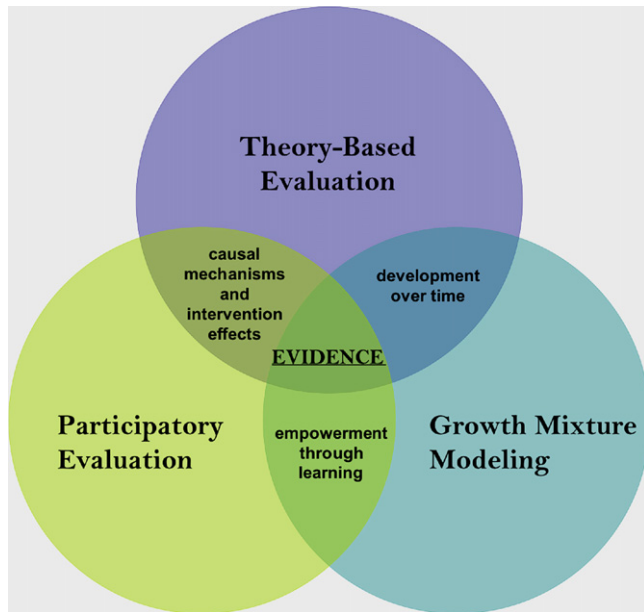 Theory-Based
Evaluation
causal
mechanisms
and
intervention
effects
development
over time
EVIDENCE
Participatory
Evaluation
empowerment
through
learning
Growth Mixture
Modeling